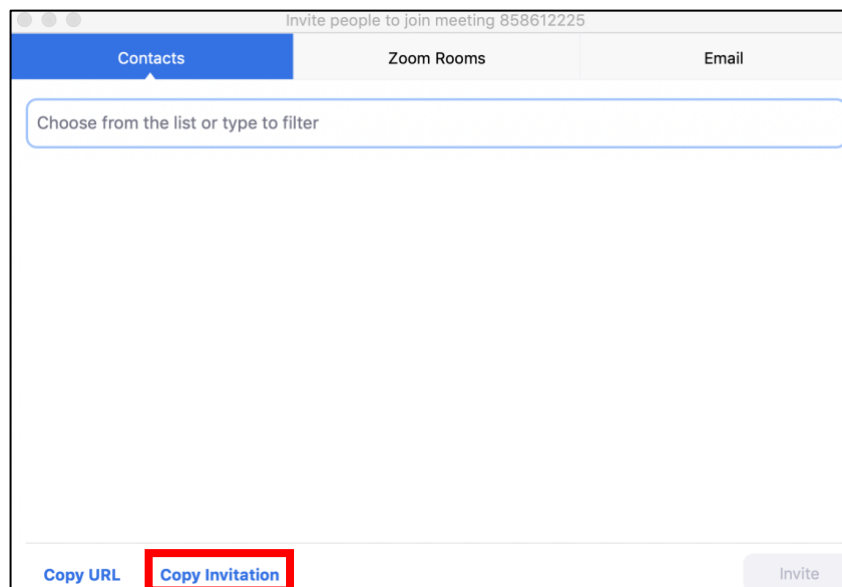 Invite people to join meeting 858612225
Contacts Zoom Rooms Email
Choose from the list or type to filter
Copy URL Copy Invitation Invite